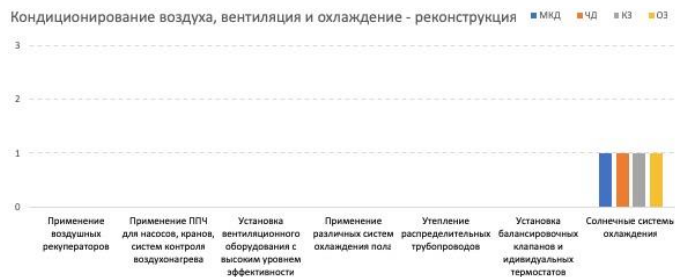 Кондиционирование воздуха, вентиляция и охлаждение - реконструкция
МКД ЧД КЗ ОЗ
3
2
1
0
Применение
воздушных
рекуператоров
Применение ППЧ
для насосов, кранов,
систем контроля
воздухонагрева
Установка
вентиляционного
оборудования с
высоким уровнем
эффективности
Применение
различных систем
охлаждения пола
Утепление
распределительных
трубопроводов
Установка
балансировочных
клапанов и
идивидуальных
термостатов
Солнечные системы
охлаждения